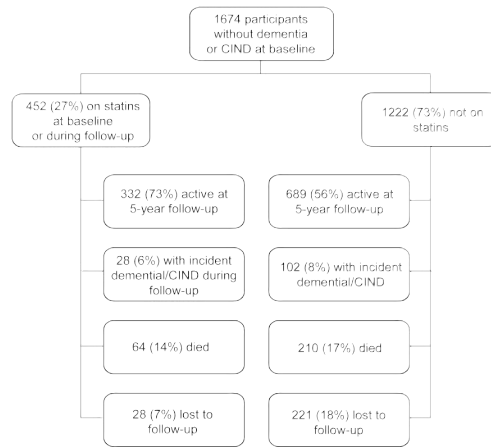 1674 participants
without dementia
or CIND at baseline
452 (27%) on statins
at baseline
or during follow-up
1222 (73%) not on
statins
332 (73%) active at
5-year follow-up
689 (56%) active at
5-year follow-up
28 (6%) with incident
demential/CIND during
follow-up
102 (8%) with incident
demential/CIND
64 (14%) died
210 (17%) died
28 (7%) lost to
follow-up
221 (18%) lost to
follow-up